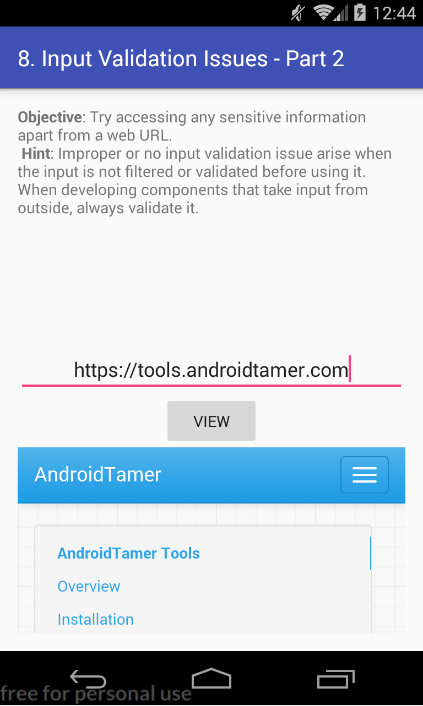 12:44
8. Input Validation Issues - Part 2
Objective: Try accessing any sensitive information
apart from a web URL.
Hint: Improper or no input validation issue arise when
the input is not filtered or validated before using it.
When developing components that take input from
outside, always validate it.
https://tools.androidtamer.com
VIEW
AndroidTamer
AndroidTamer Tools
Overview
Installation
free for personal use